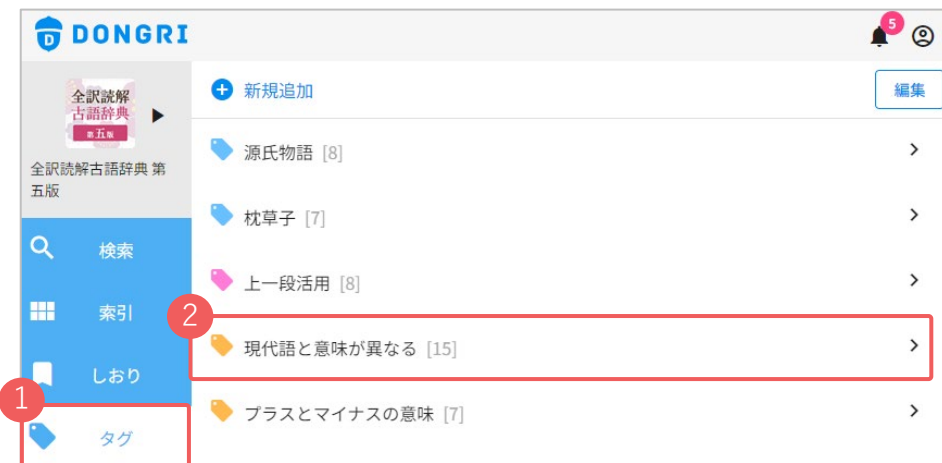 DONGRI
5
全訳読解
古語辞典
第五版
全訳読解古語辞典 第
五版
検索
索引
しおり
1
タグ
新規追加
編集
源氏物語 [8]
枕草子 [7]
上一段活用 [8]
2
現代語と意味が異なる [15]
プラスとマイナスの意味 [7]